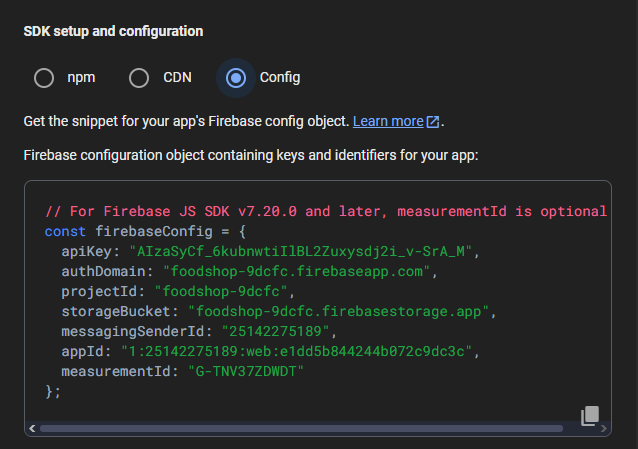 SDK setup and configuration
npm CDN Config
Get the snippet for your app's Firebase config object. Learn more.
Firebase configuration object containing keys and identifiers for your app:
// For Firebase JS SDK v7.20.0 and later, measurementId is optional
const firebaseConfig = {
  apiKey: "AIzaSyCf_6kubnwtiIlBL2Zuxysdj2i_v-SrA_M",
  authDomain: "foodshop-9dcfc.firebaseapp.com",
  projectId: "foodshop-9dcfc",
  storageBucket: "foodshop-9dcfc.firebasestorage.app",
  messagingSenderId: "25142275189",
  appId: "1:25142275189:web:e1dd5b844244b072c9dc3c",
  measurementId: "G-TNV37ZDWDT"
};